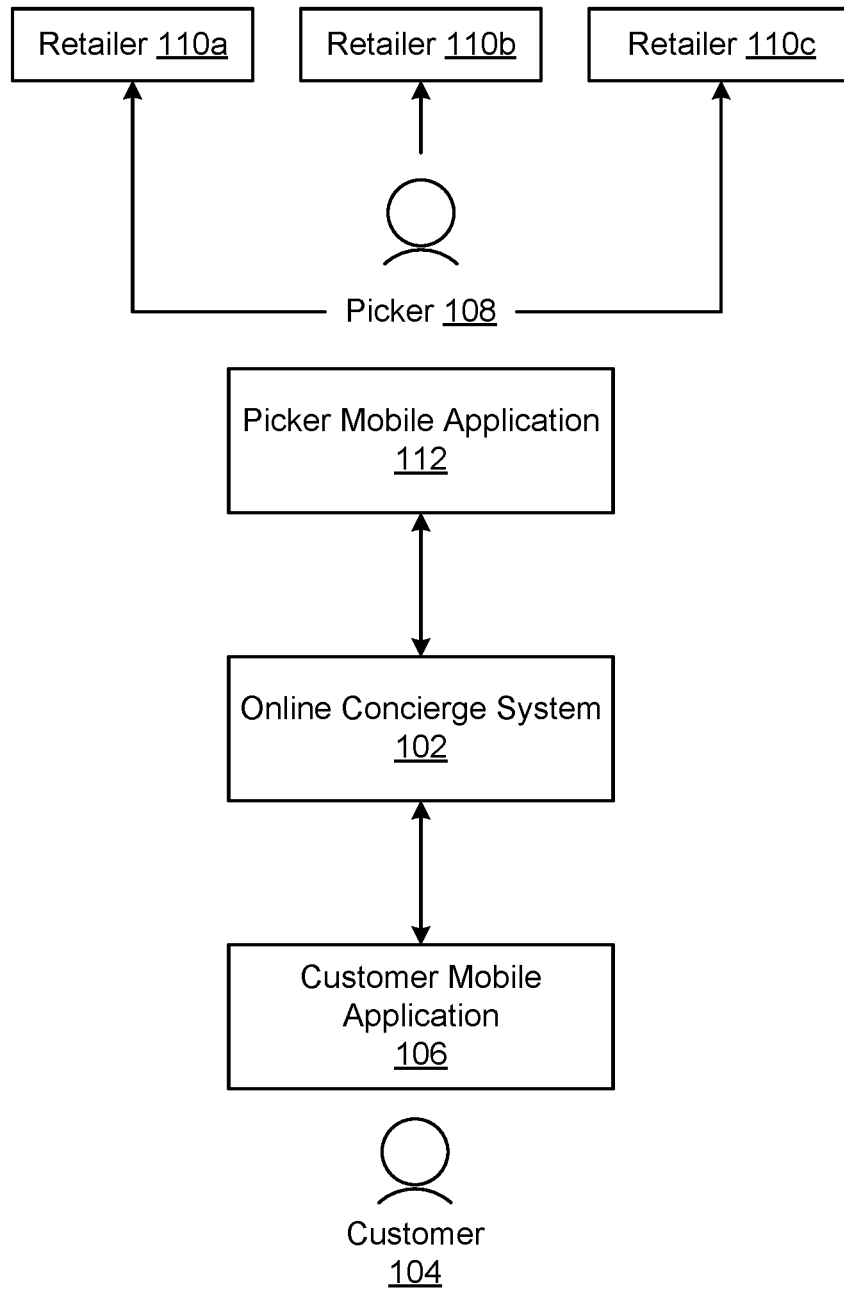 Retailer 110a
Retailer 110b
Retailer 110c
Picker 108
Picker Mobile Application
112
Online Concierge System
102
Customer Mobile
Application
106
Customer
104